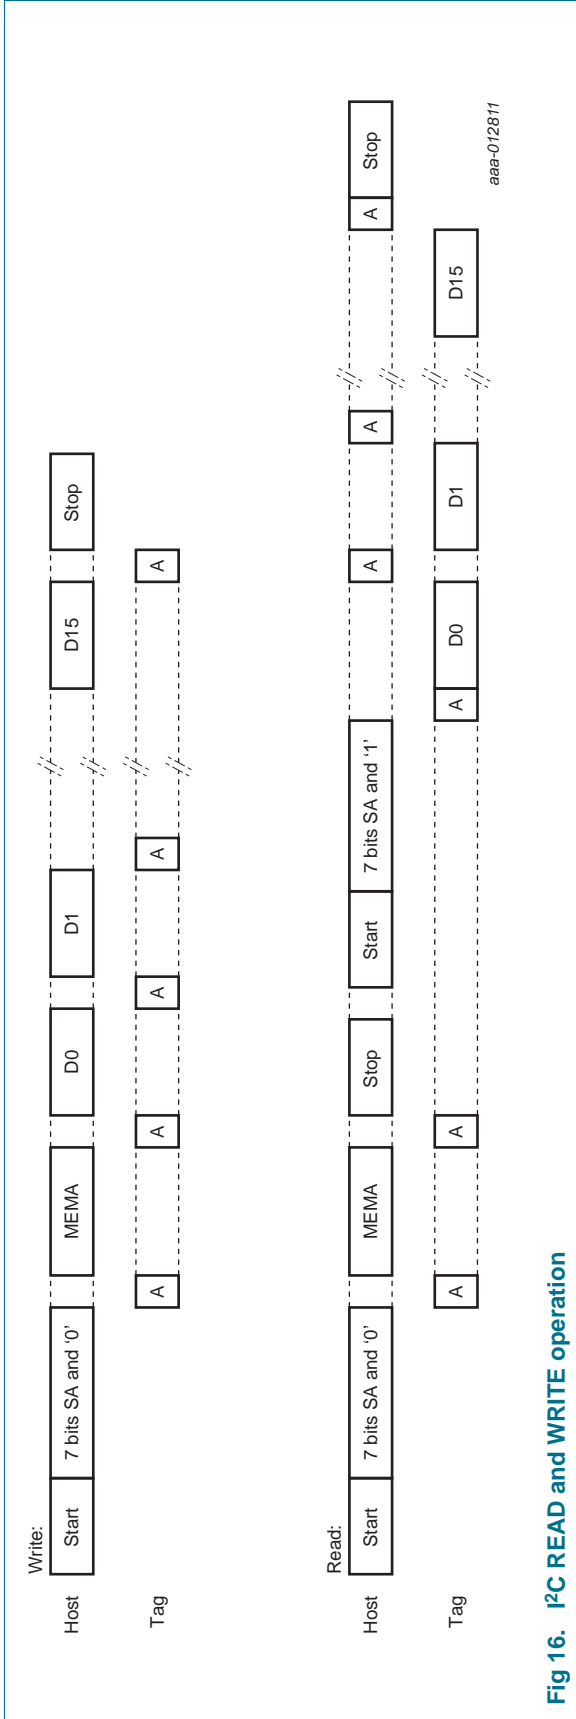 Write:
Host Start 7 bits SA and ‘0’ MEMA D0 D1 D15 Stop
Tag A A A A A
Read:
Host Start 7 bits SA and ‘0’ MEMA Stop Start 7 bits SA and ‘1’ A A A Stop
Tag A A A D0 D1 D15
aaa-012811
Fig 16. I²C READ and WRITE operation